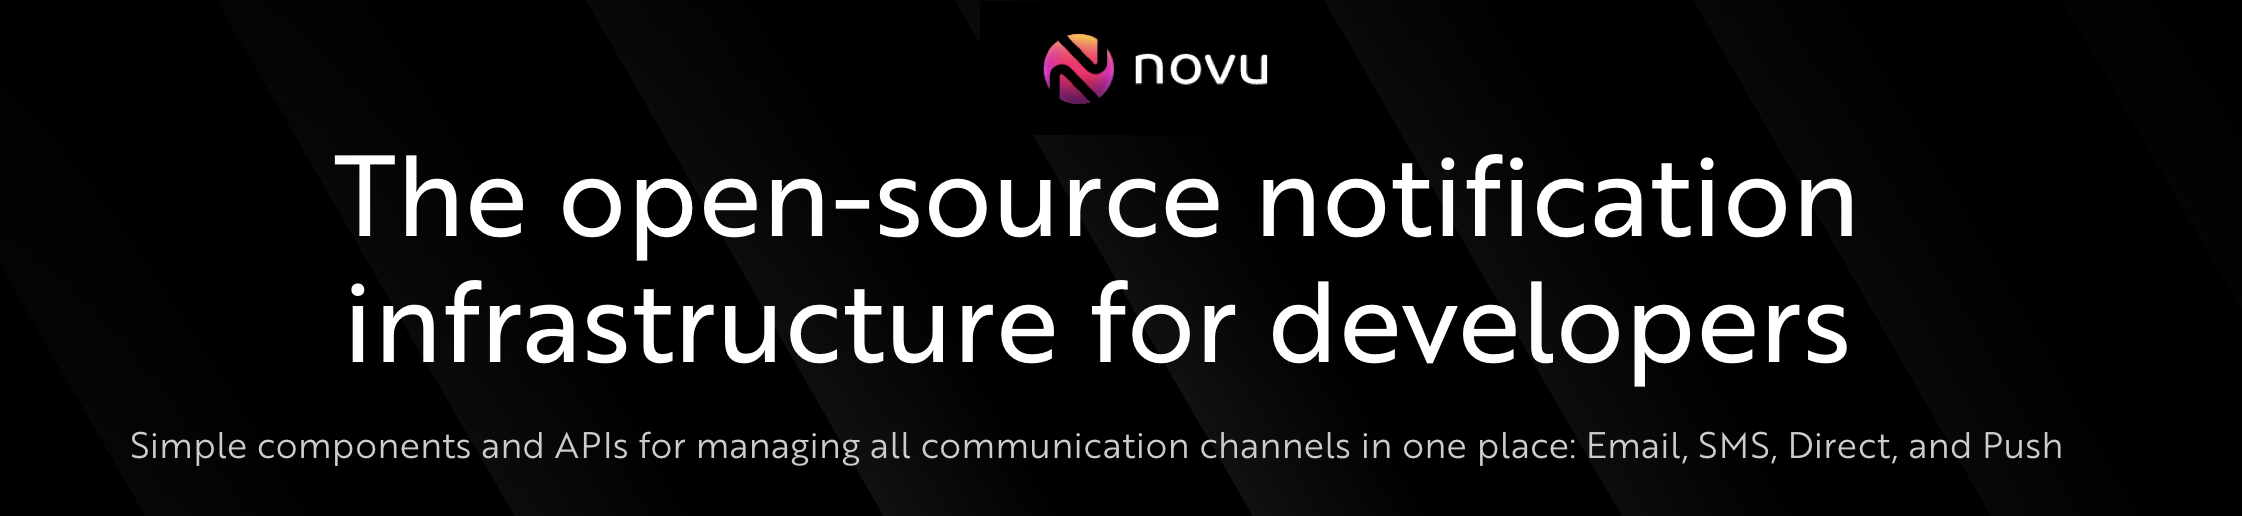 novu
The open-source notification
infrastructure for developers
Simple components and APIs for managing all communication channels in one place: Email, SMS, Direct, and Push